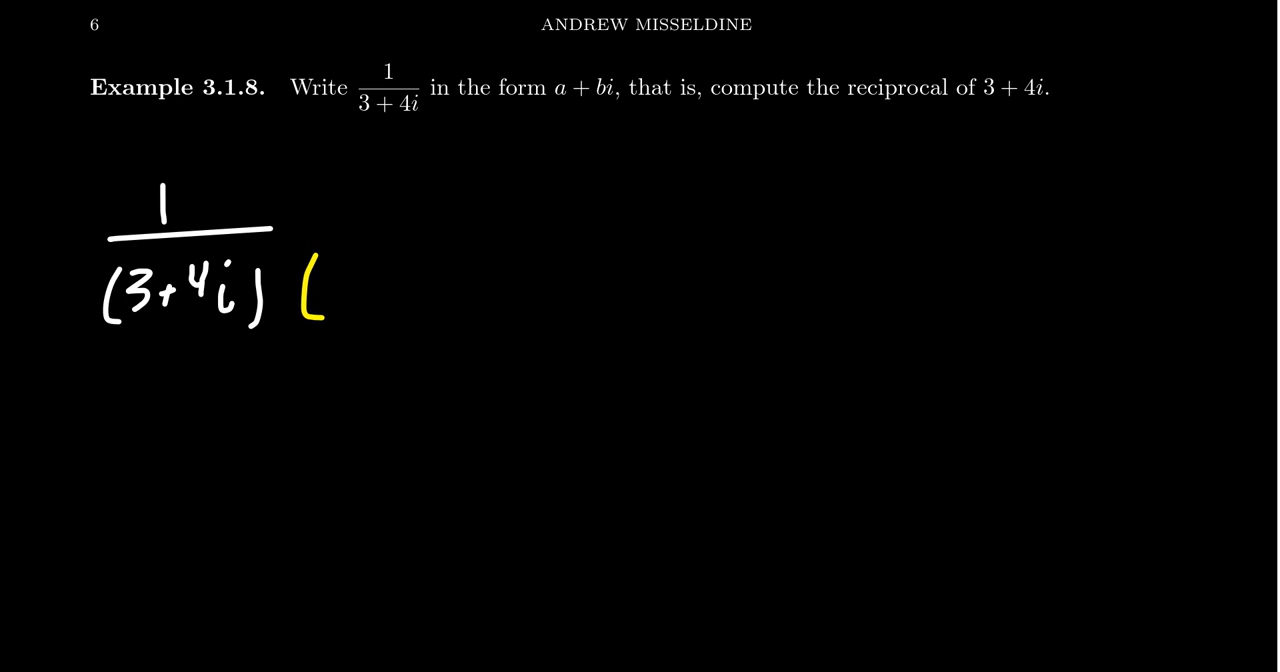 6 ANDREW MISSELDINE
Example 3.1.8. Write \frac{1}{3 + 4i} in the form a + bi, that is, compute the reciprocal of 3 + 4i.
1
(3+4i) (